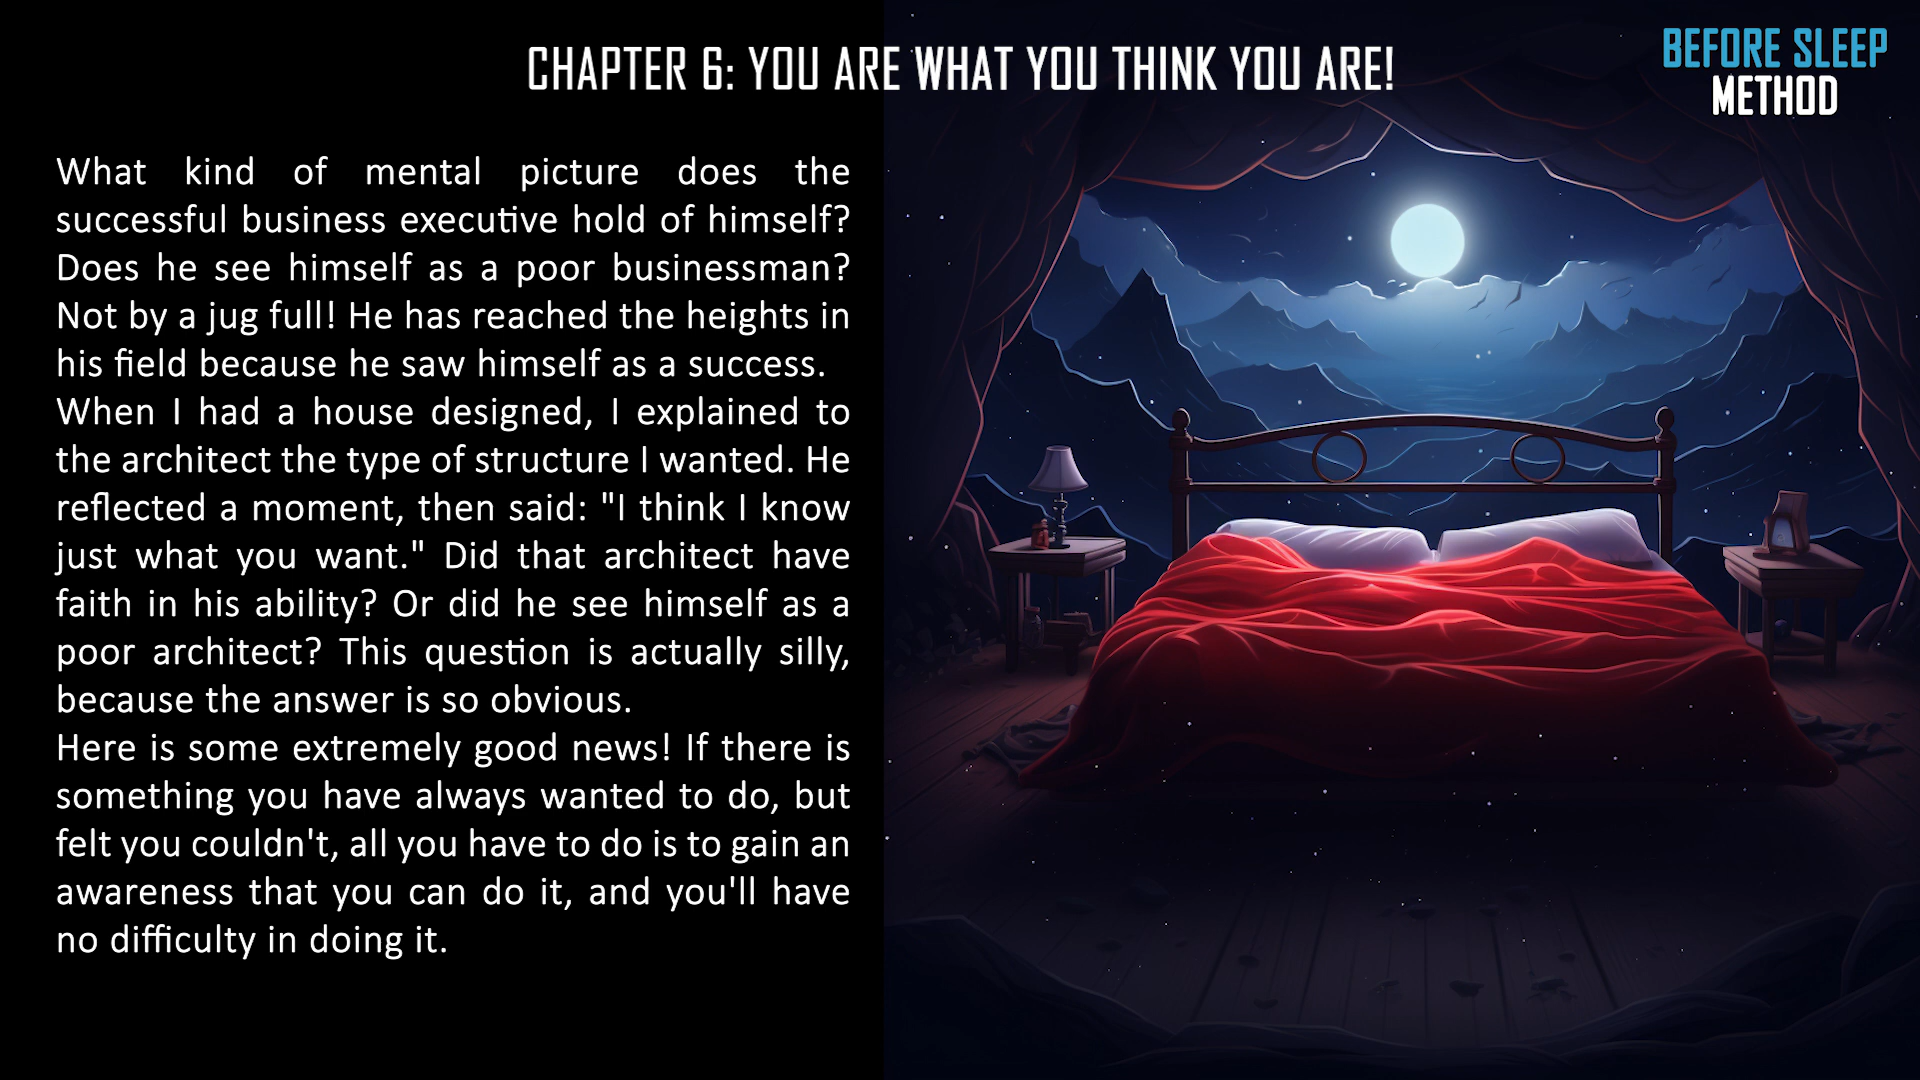 CHAPTER 6: YOU ARE WHAT YOU THINK YOU ARE!
BEFORE SLEEP
METHOD
What kind of mental picture does the
successful business executive hold of himself?
Does he see himself as a poor businessman?
Not by a jug full! He has reached the heights in
his field because he saw himself as a success.
When I had a house designed, I explained to
the architect the type of structure I wanted. He
reflected a moment, then said: "I think I know
just what you want." Did that architect have
faith in his ability? Or did he see himself as a
poor architect? This question is actually silly,
because the answer is so obvious.
Here is some extremely good news! If there is
something you have always wanted to do, but
felt you couldn't, all you have to do is to gain an
awareness that you can do it, and you'll have
no difficulty in doing it.